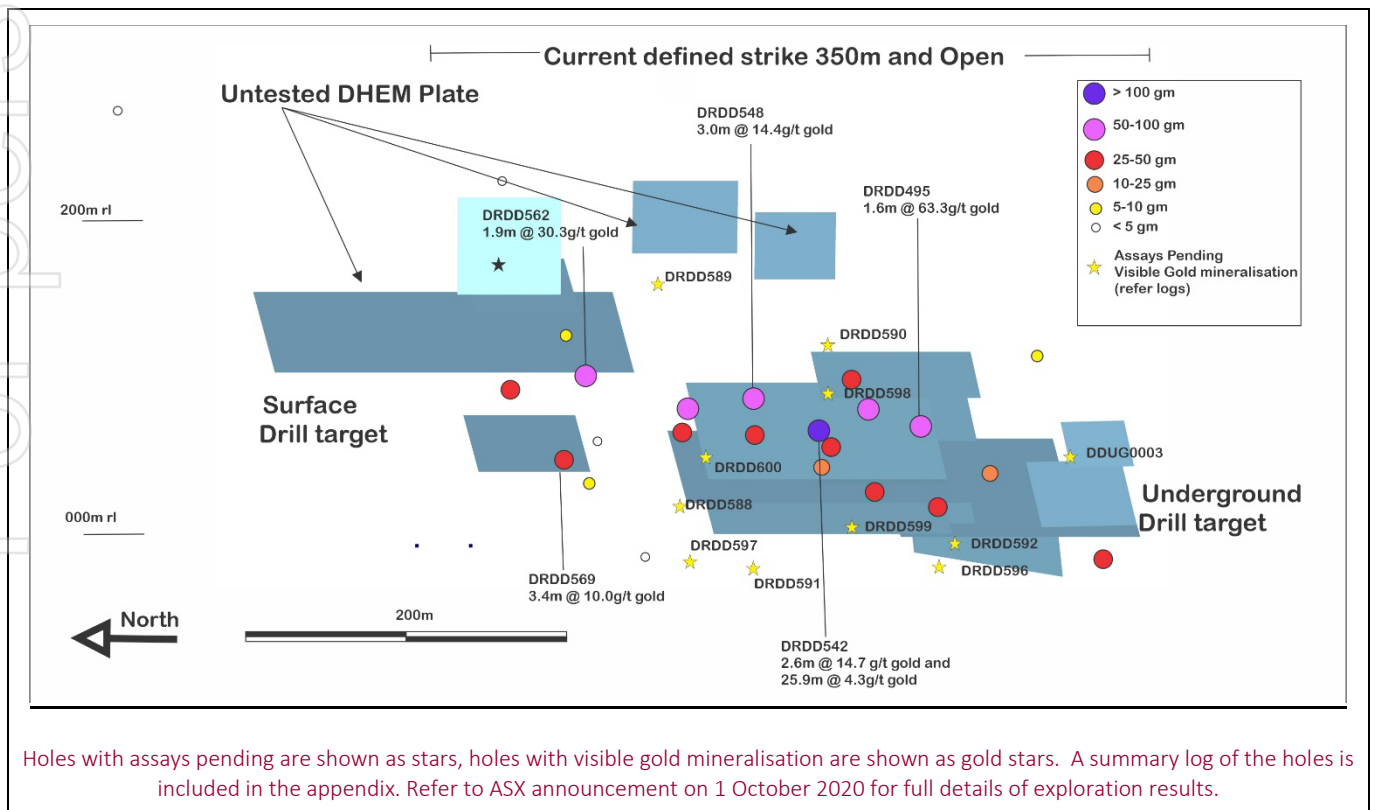 Current defined strike 350m and Open
Untested DHEM Plate
> 100 gm
50-100 gm
25-50 gm
10-25 gm
5-10 gm
< 5 gm
Assays Pending
Visible Gold mineralisation
(refer logs)
DRDD548
3.0m @ 14.4g/t gold
DRDD495
1.6m @ 63.3g/t gold
200m rl
DRDD562
1.9m @ 30.3g/t gold
DRDD589
DRDD590
DRDD598
Surface
Drill target
DRDD600
DDUG0003
Underground
Drill target
DRDD588
000m rl
DRDD599
DRDD597
DRDD592
DRDD591
DRDD596
DRDD569
3.4m @ 10.0g/t gold
North
200m
DRDD542
2.6m @ 14.7 g/t gold and
25.9m @ 4.3g/t gold
Holes with assays pending are shown as stars, holes with visible gold mineralisation are shown as gold stars. A summary log of the holes is
included in the appendix. Refer to ASX announcement on 1 October 2020 for full details of exploration results.